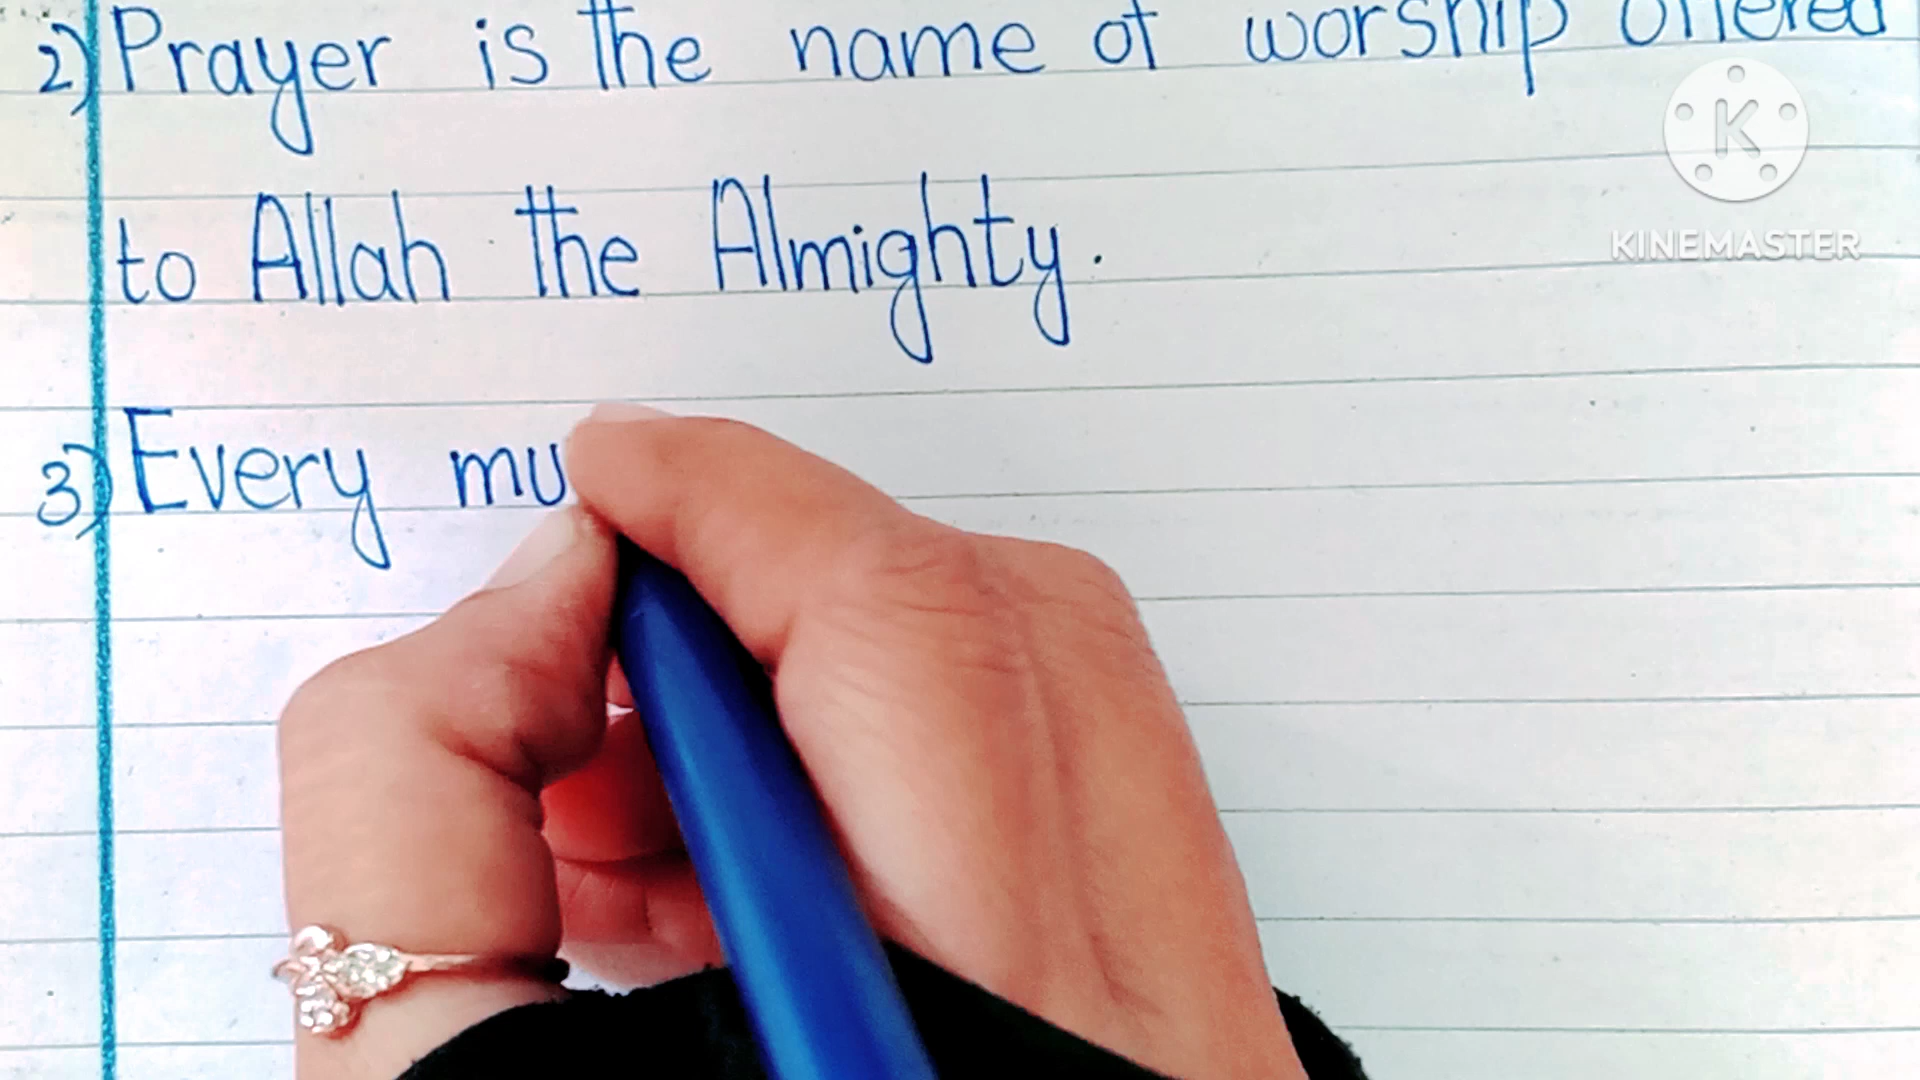 2) Prayer is the name of worship offered
K
KINEMASTER
to Allah the Almighty.
3) Every mu